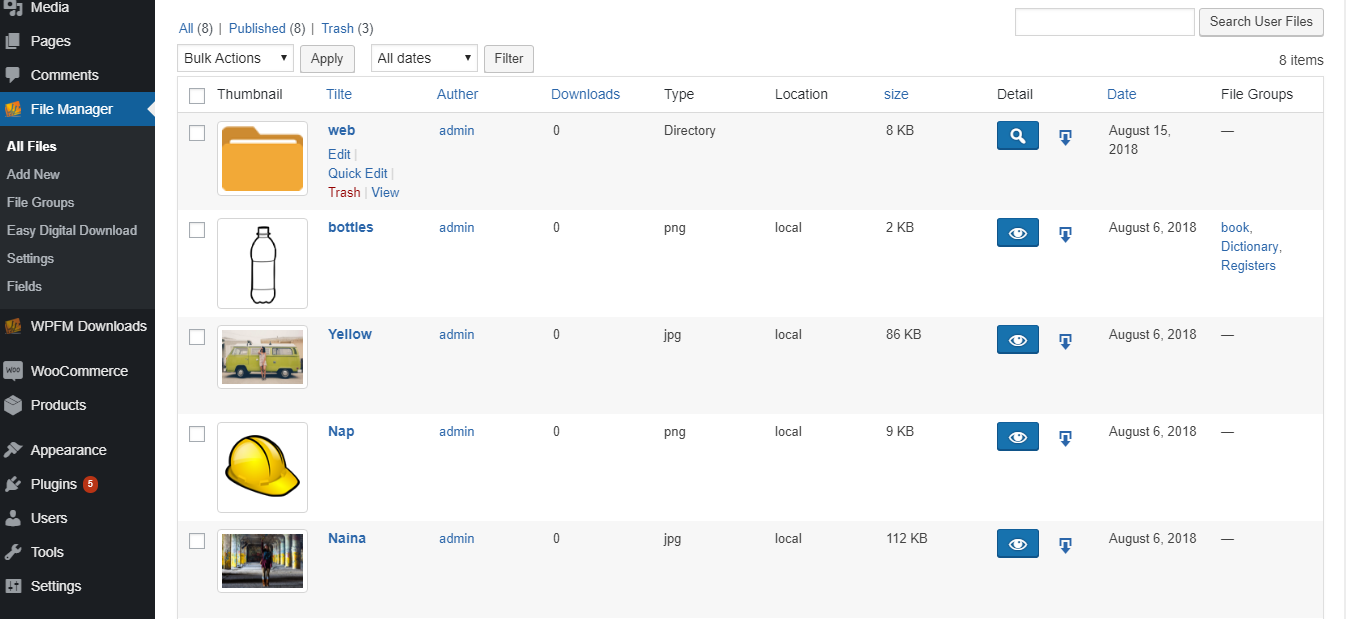 Media
Pages
Comments
File Manager
All Files
Add New
File Groups
Easy Digital Download
Settings
Fields
WPFM Downloads
WooCommerce
Products
Appearance
Plugins 5
Users
Tools
Settings
All (8) | Published (8) | Trash (3)
Search User Files
Bulk Actions Apply All dates Filter
8 items
Thumbnail Tilte Auther Downloads Type Location size Detail Date File Groups
web admin 0 Directory 8 KB August 15,
2018 —
Edit |
Quick Edit |
Trash | View
bottles admin 0 png local 2 KB August 6, 2018 book,
Dictionary,
Registers
Yellow admin 0 jpg local 86 KB August 6, 2018 —
Nap admin 0 png local 9 KB August 6, 2018 —
Naina admin 0 jpg local 112 KB August 6, 2018 —